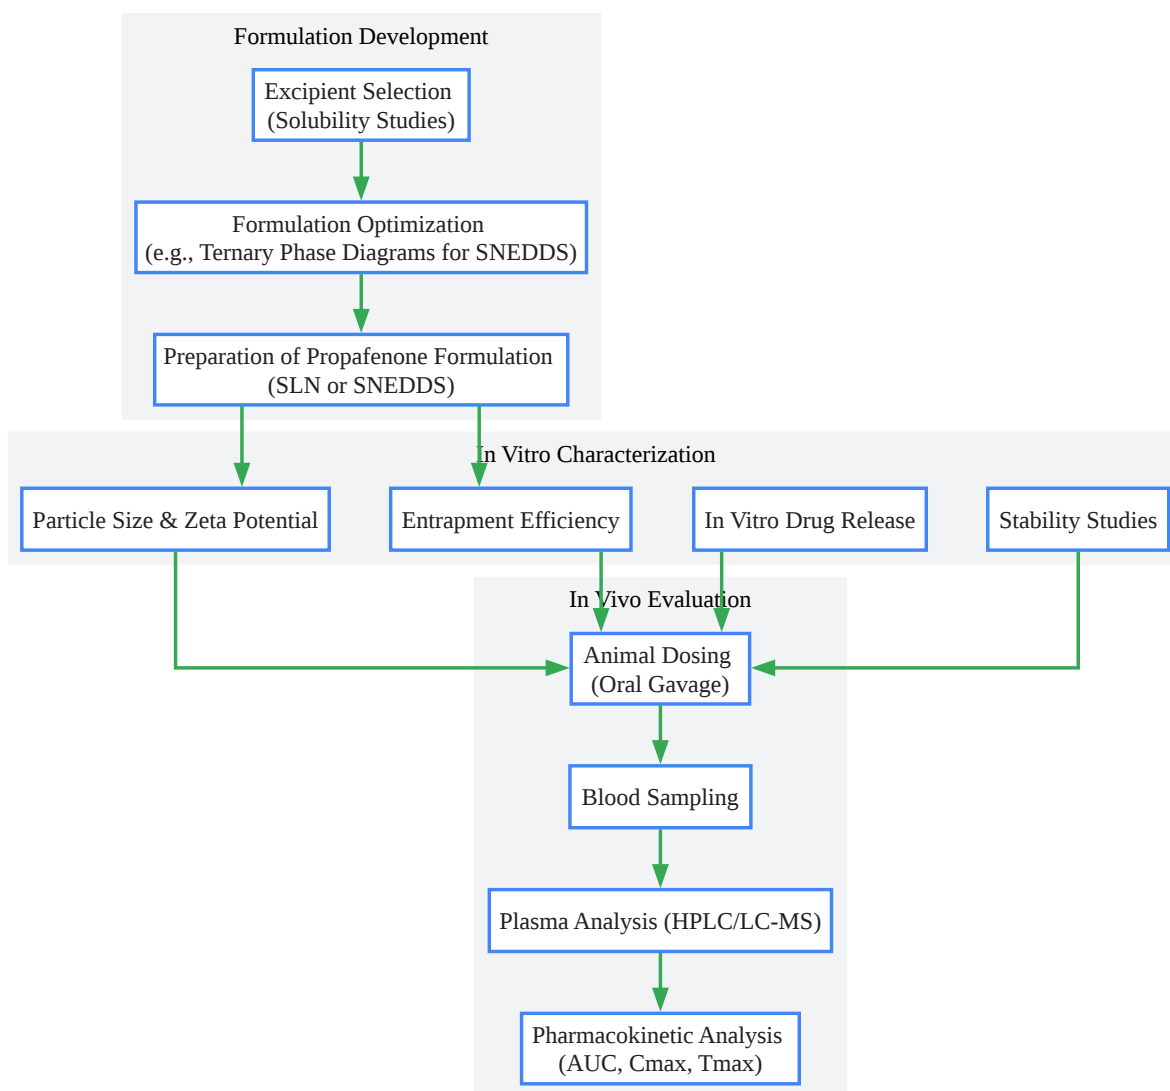 Formulation Development
Excipient Selection
(Solubility Studies)
Formulation Optimization
(e.g., Ternary Phase Diagrams for SNEDDS)
Preparation of Propafenone Formulation
(SLN or SNEDDS)
In Vitro Characterization
Particle Size & Zeta Potential
Entrapment Efficiency
In Vitro Drug Release
Stability Studies
In Vivo Evaluation
Animal Dosing
(Oral Gavage)
Blood Sampling
Plasma Analysis (HPLC/LC-MS)
Pharmacokinetic Analysis
(AUC, Cmax, Tmax)